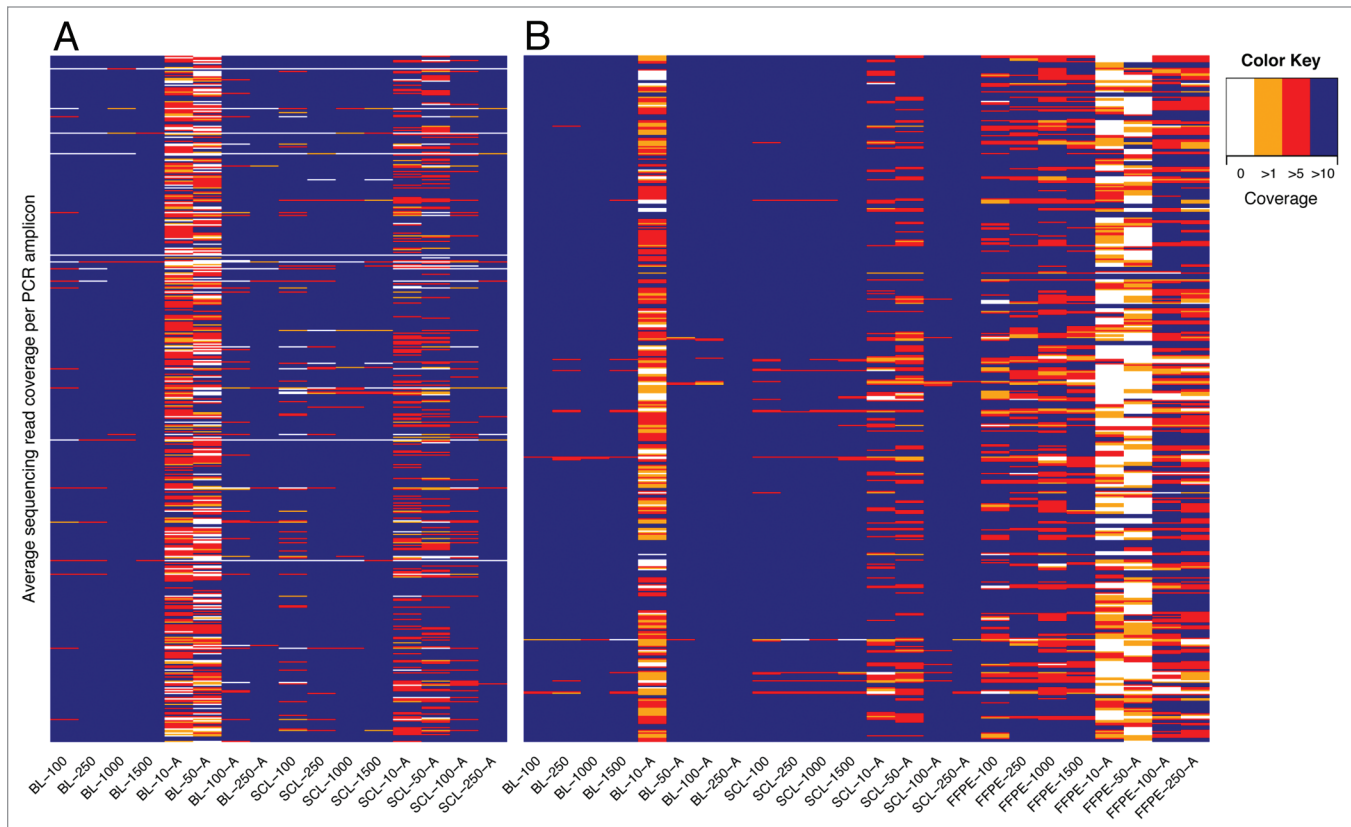 A
B
Color Key
0 >1 >5 >10
Coverage
Average sequencing read coverage per PCR amplicon
BL-100 BL-250 BL-1000 BL-1500 BL-10-A BL-50-A BL-100-A BL-250-A SCL-100 SCL-250 SCL-1000 SCL-1500 SCL-10-A SCL-50-A SCL-100-A SCL-250-A
BL-100 BL-250 BL-1000 BL-1500 BL-10-A BL-50-A BL-100-A BL-250-A SCL-100 SCL-250 SCL-1000 SCL-1500 SCL-10-A SCL-50-A SCL-100-A SCL-250-A FFPE-100 FFPE-250 FFPE-1000 FFPE-1500 FFPE-10-A FFPE-50-A FFPE-100-A FFPE-250-A